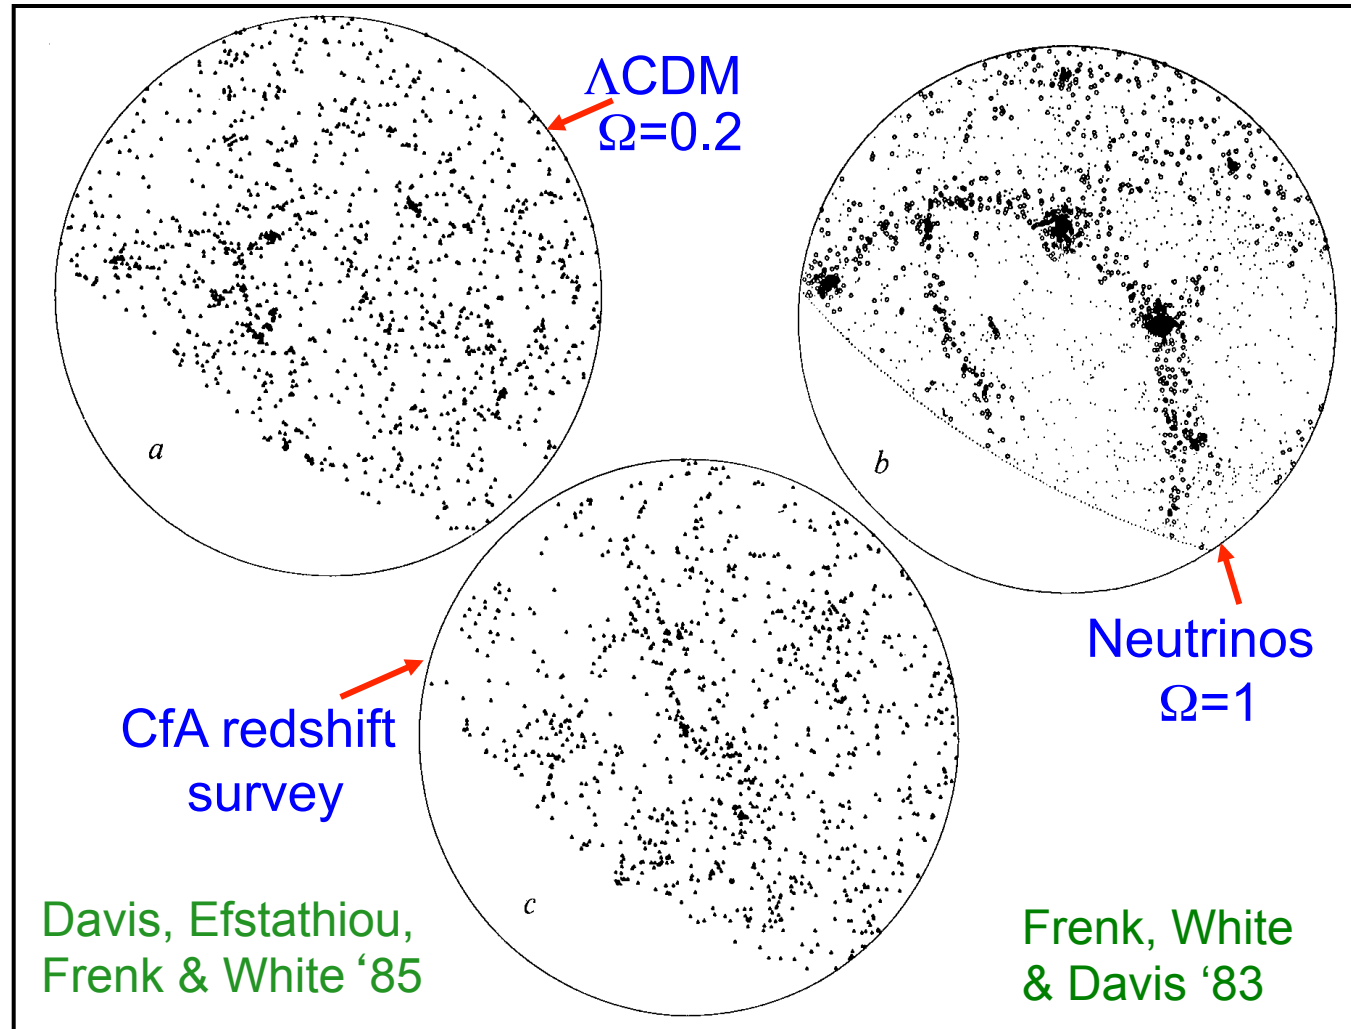 ΛCDM
Ω=0.2
a
b
Neutrinos
Ω=1
CfA redshift
survey
c
Davis, Efstathiou,
Frenk & White ‘85
Frenk, White
& Davis ‘83